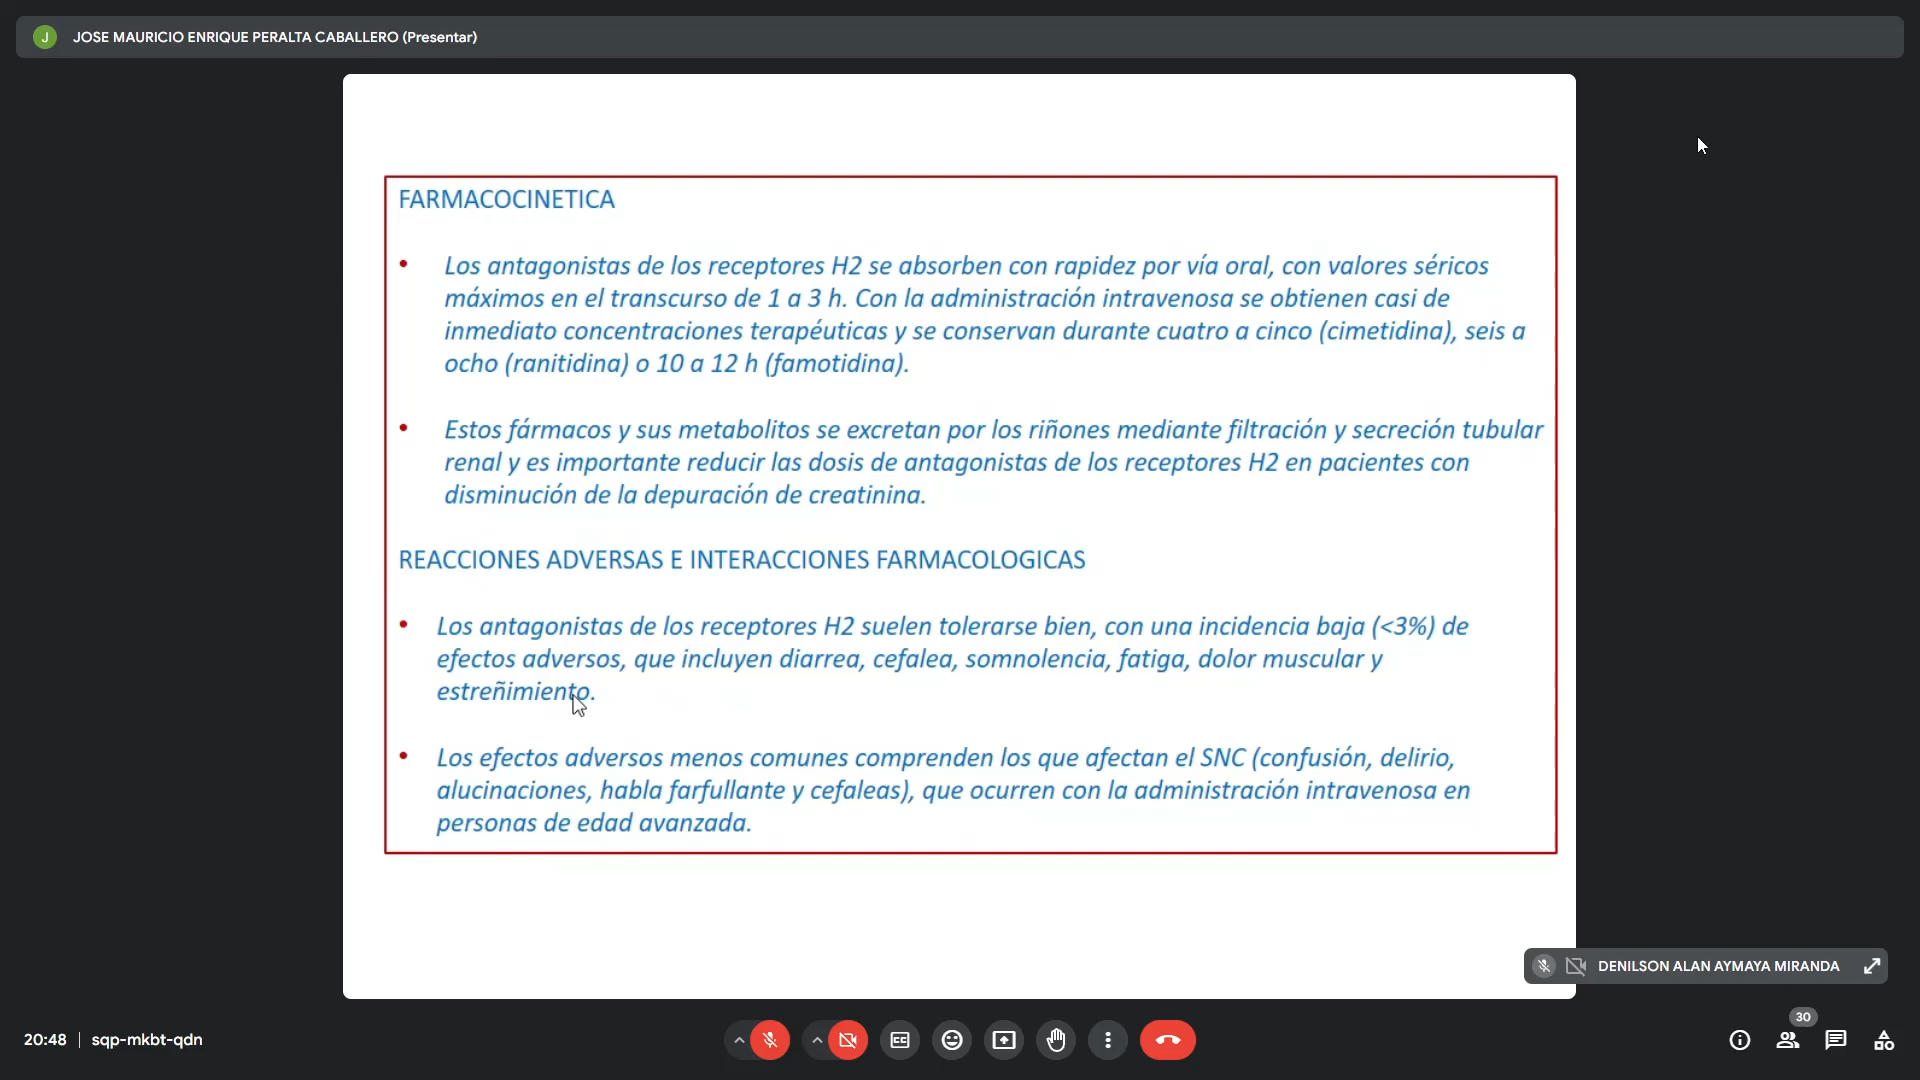 J JOSE MAURICIO ENRIQUE PERALTA CABALLERO (Presentar)
FARMACOCINETICA
• Los antagonistas de los receptores H2 se absorben con rapidez por vía oral, con valores séricos
máximos en el transcurso de 1 a 3 h. Con la administración intravenosa se obtienen casi de
inmediato concentraciones terapéuticas y se conservan durante cuatro a cinco (cimetidina), seis a
ocho (ranitidina) o 10 a 12 h (famotidina).
• Estos fármacos y sus metabolitos se excretan por los riñones mediante filtración y secreción tubular
renal y es importante reducir las dosis de antagonistas de los receptores H2 en pacientes con
disminución de la depuración de creatinina.
REACCIONES ADVERSAS E INTERACCIONES FARMACOLOGICAS
• Los antagonistas de los receptores H2 suelen tolerarse bien, con una incidencia baja (<3%) de
efectos adversos, que incluyen diarrea, cefalea, somnolencia, fatiga, dolor muscular y
estreñimiento.
• Los efectos adversos menos comunes comprenden los que afectan el SNC (confusión, delirio,
alucinaciones, habla farfullante y cefaleas), que ocurren con la administración intravenosa en
personas de edad avanzada.
DENILSON ALAN AYMAYA MIRANDA
30
20:48 | sqp-mkbt-qdn